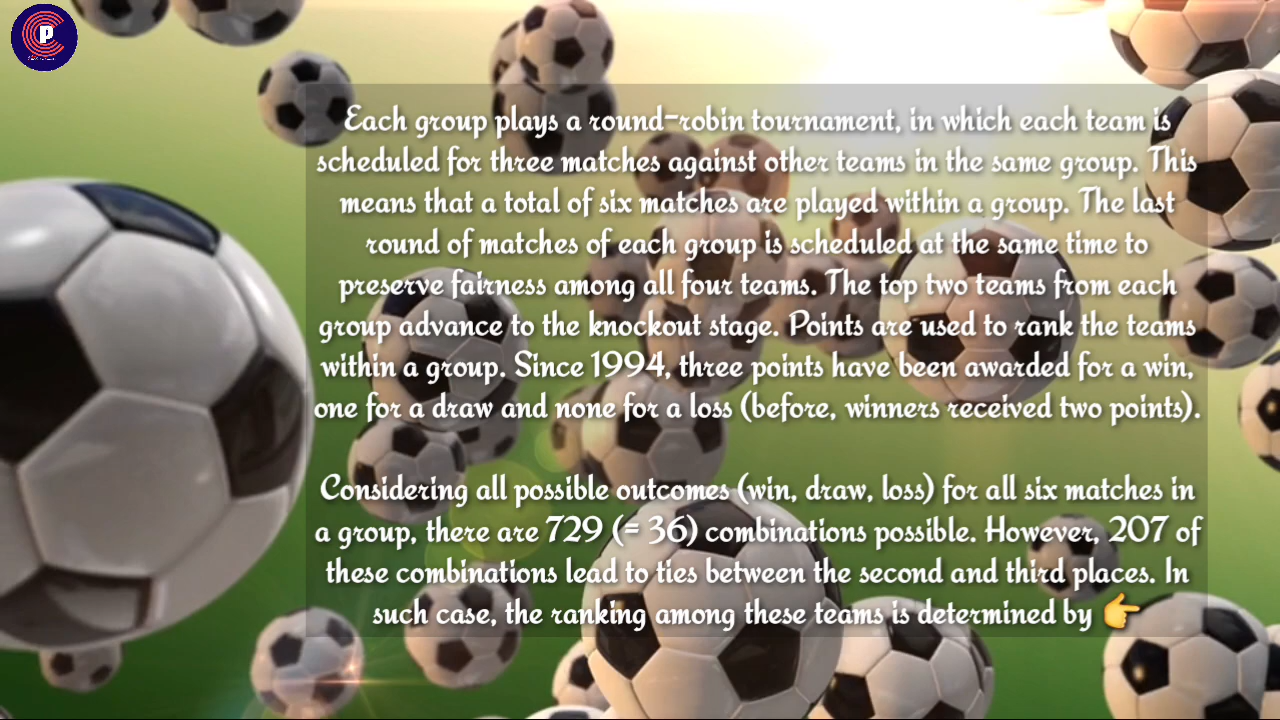 P
Each group plays a round-robin tournament, in which each team is
scheduled for three matches against other teams in the same group. This
means that a total of six matches are played within a group. The last
round of matches of each group is scheduled at the same time to
preserve fairness among all four teams. The top two teams from each
group advance to the knockout stage. Points are used to rank the teams
within a group. Since 1994, three points have been awarded for a win,
one for a draw and none for a loss (before, winners received two points).
Considering all possible outcomes (win, draw, loss) for all six matches in
a group, there are 729 (= 36) combinations possible. However, 207 of
these combinations lead to ties between the second and third places. In
such case, the ranking among these teams is determined by 👉